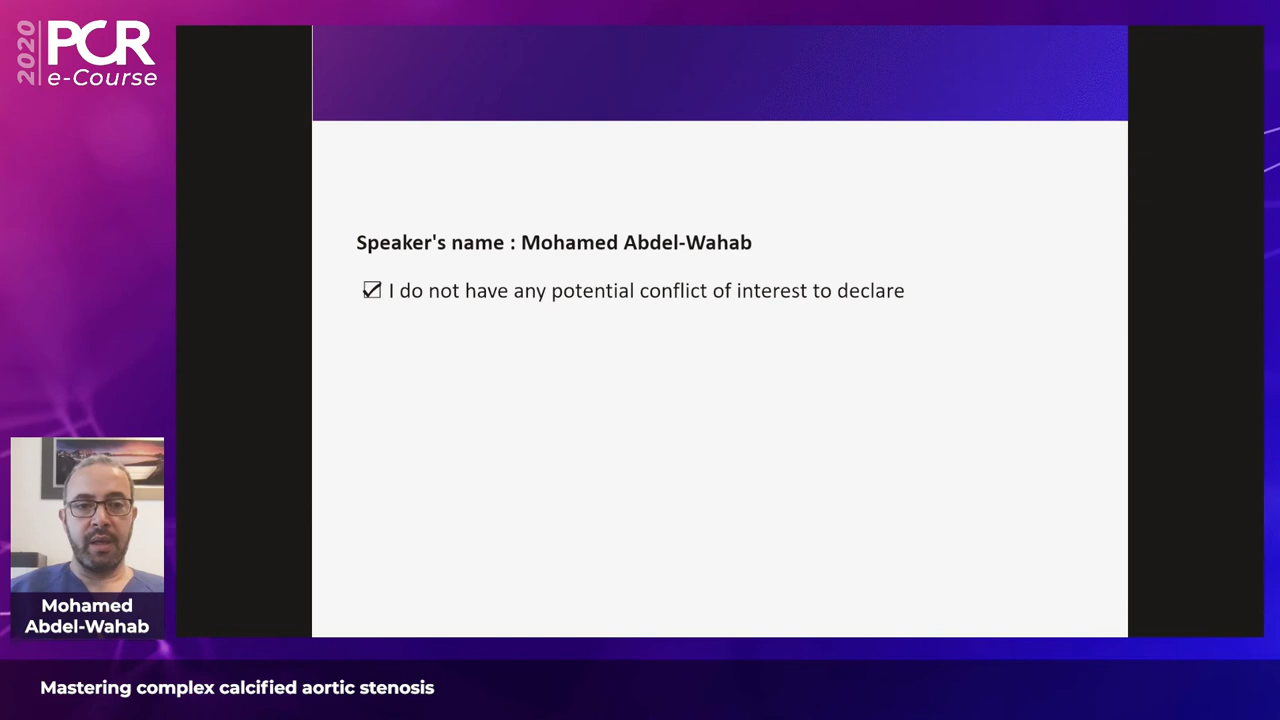 2020
PCR
e-Course
Speaker's name : Mohamed Abdel-Wahab
I do not have any potential conflict of interest to declare
Mohamed
Abdel-Wahab
Mastering complex calcified aortic stenosis